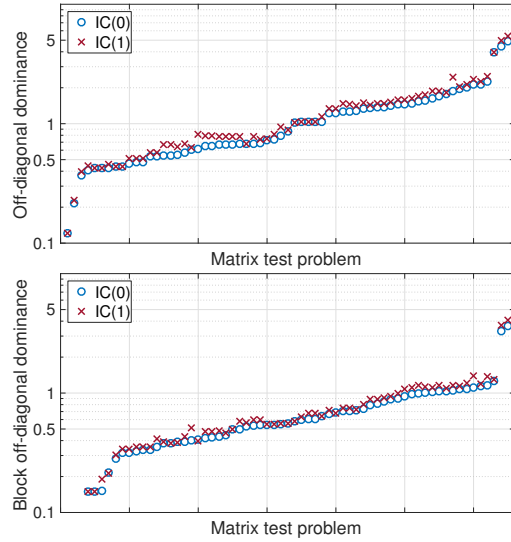 Off-diagonal dominance
5
1
0.5
0.1
IC(0)
IC(1)
Matrix test problem
Block off-diagonal dominance
5
1
0.5
0.1
IC(0)
IC(1)
Matrix test problem